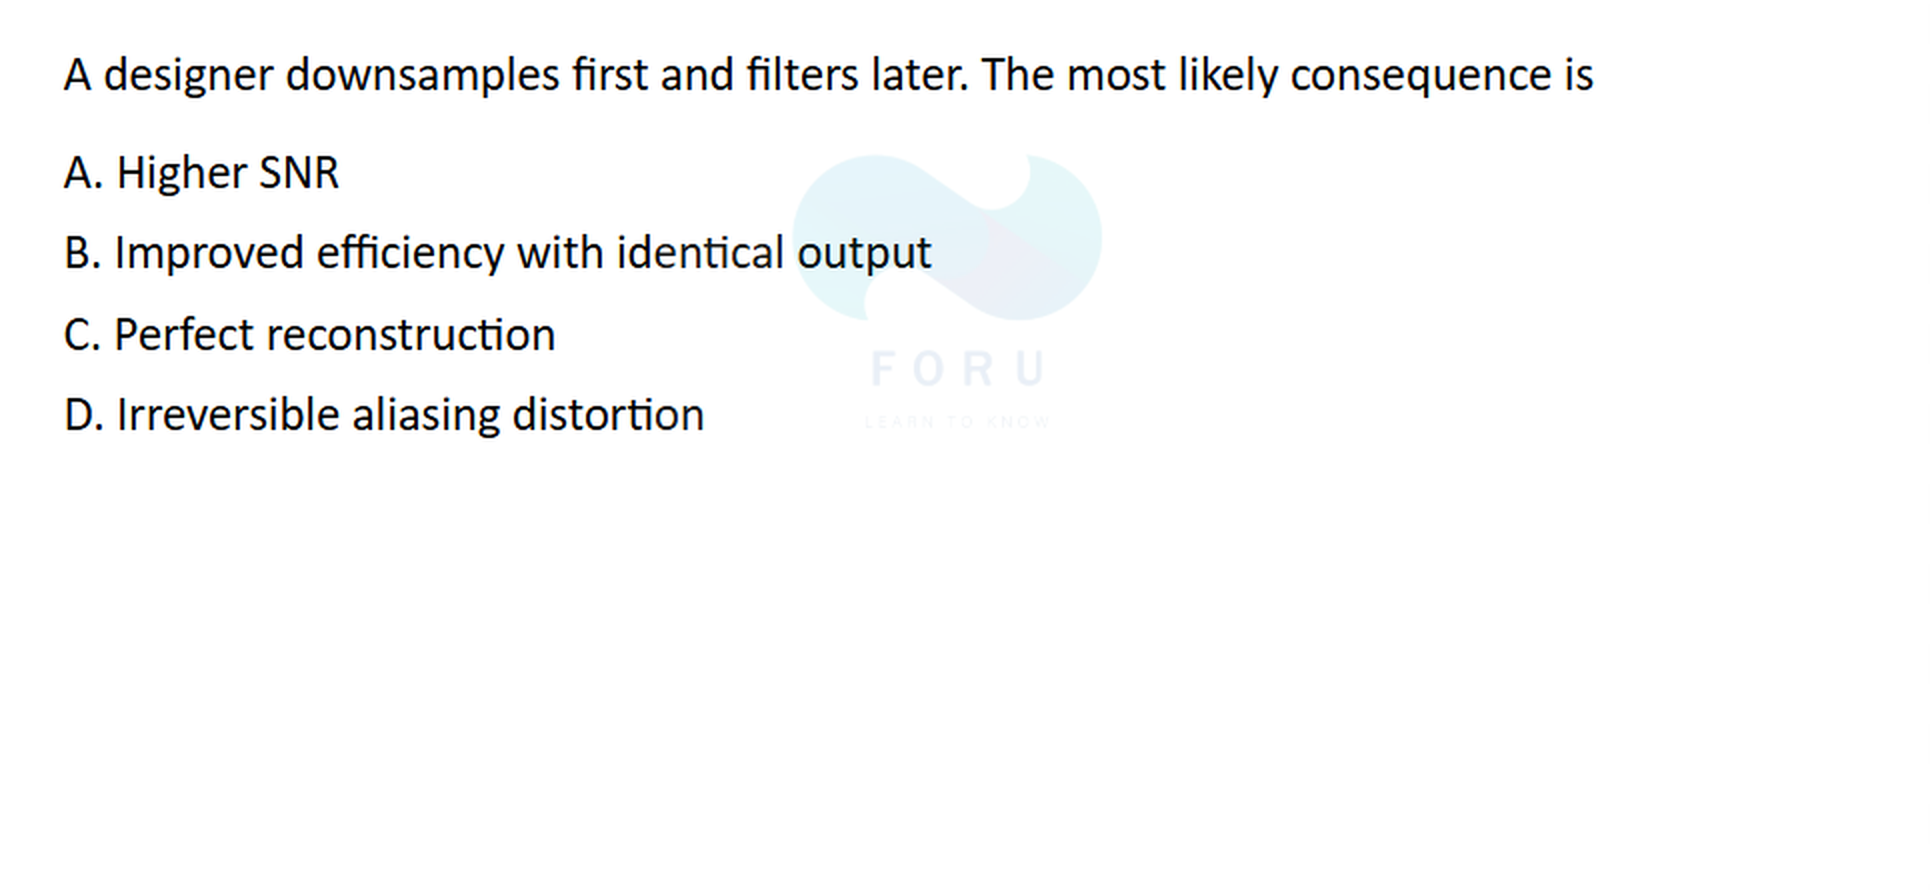 A designer downsamples first and filters later. The most likely consequence is
A. Higher SNR
B. Improved efficiency with identical output
C. Perfect reconstruction
D. Irreversible aliasing distortion
FORU
LEARN TO KNOW